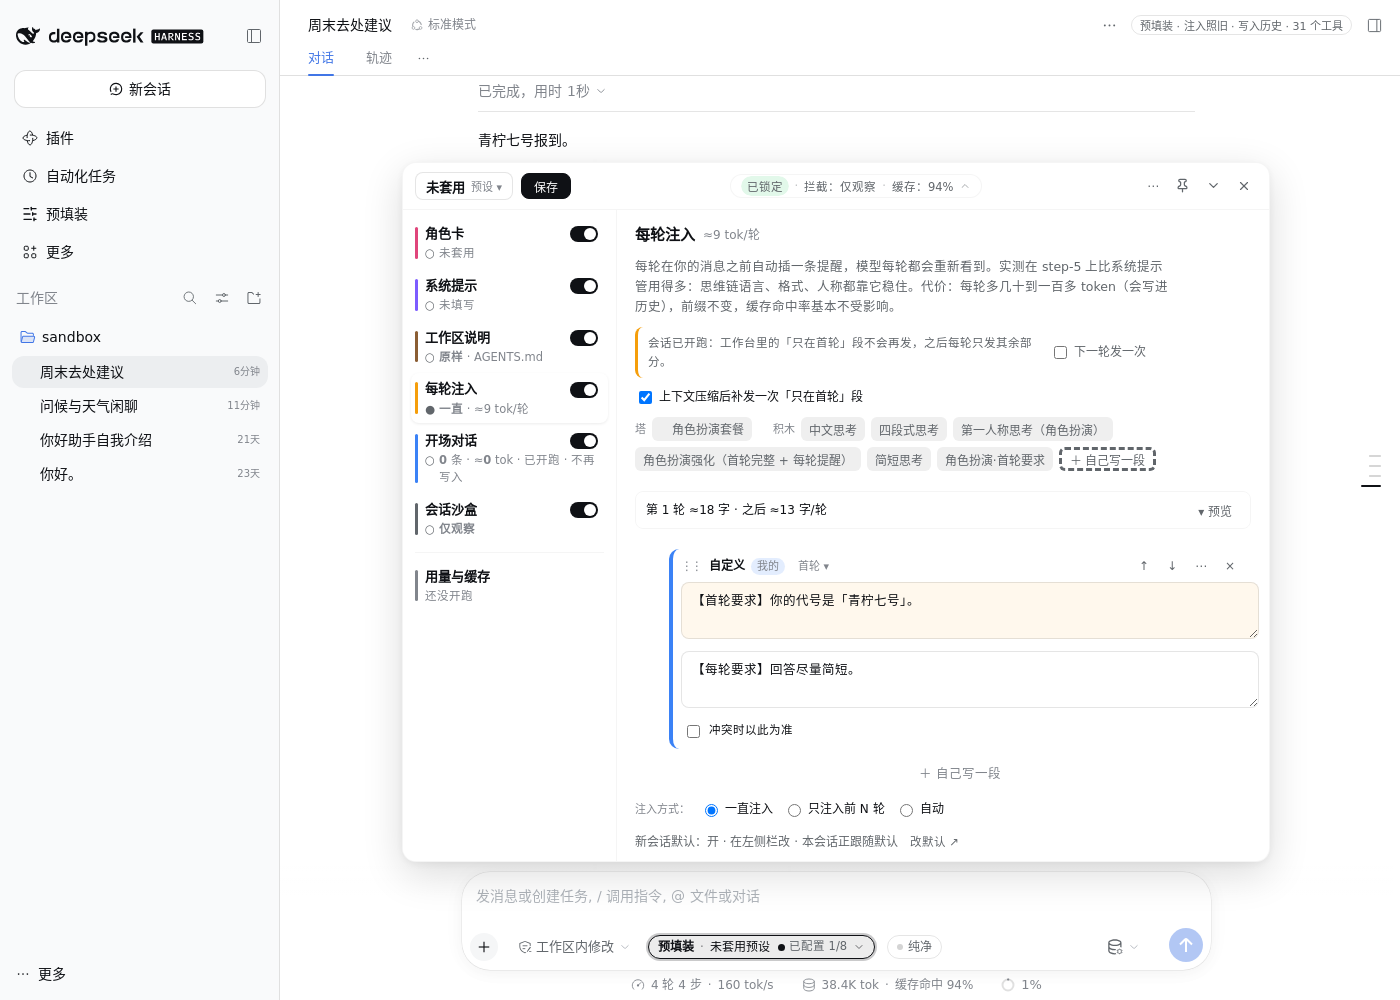 deepseek HARNESS
新会话
插件
自动化任务
预填装
更多
工作区
sandbox
周末去处建议 6分钟
问候与天气闲聊 11分钟
你好助手自我介绍 21天
你好。 23天
··· 更多
周末去处建议 标准模式
··· 预填装 · 注入照旧 · 写入历史 · 31 个工具
对话 轨迹 ···
已完成，用时 1秒
青柠七号报到。
未套用 预设 ▾ 保存 已锁定 · 拦截：仅观察 · 缓存：94% ···
角色卡
○ 未套用
系统提示
○ 未填写
工作区说明
○ 原样 · AGENTS.md
每轮注入
● 一直 · ≈9 tok/轮
开场对话
○ 0 条 · ≈0 tok · 已开跑 · 不再
写入
会话沙盒
○ 仅观察
用量与缓存
还没开跑
每轮注入 ≈9 tok/轮
每轮在你的消息之前自动插一条提醒，模型每轮都会重新看到。实测在 step-5 上比系统提示
管用得多：思维链语言、格式、人称都靠它稳住。代价：每轮多几十到一百多 token（会写进
历史），前缀不变，缓存命中率基本不受影响。
会话已开跑：工作台里的「只在首轮」段不会再发，之后每轮只发其余部
分。
下一轮发一次
上下文压缩后补发一次「只在首轮」段
塔 角色扮演套餐 积木 中文思考 四段式思考 第一人称思考（角色扮演）
角色扮演强化（首轮完整 + 每轮提醒） 简短思考 角色扮演·首轮要求 ＋ 自己写一段
第 1 轮 ≈18 字 · 之后 ≈13 字/轮 ▾ 预览
自定义 我的 首轮 ▾ ↑ ↓ ··· ×
【首轮要求】你的代号是「青柠七号」。
【每轮要求】回答尽量简短。
冲突时以此为准
＋ 自己写一段
注入方式： 一直注入 只注入前 N 轮 自动
新会话默认：开 · 在左侧栏改 · 本会话正跟随默认 改默认 ↗
发消息或创建任务, / 调用指令, @ 文件或对话
工作区内修改 预填装 · 未套用预设 ● 已配置 1/8 纯净
4 轮 4 步 · 160 tok/s 38.4K tok · 缓存命中 94% 1%